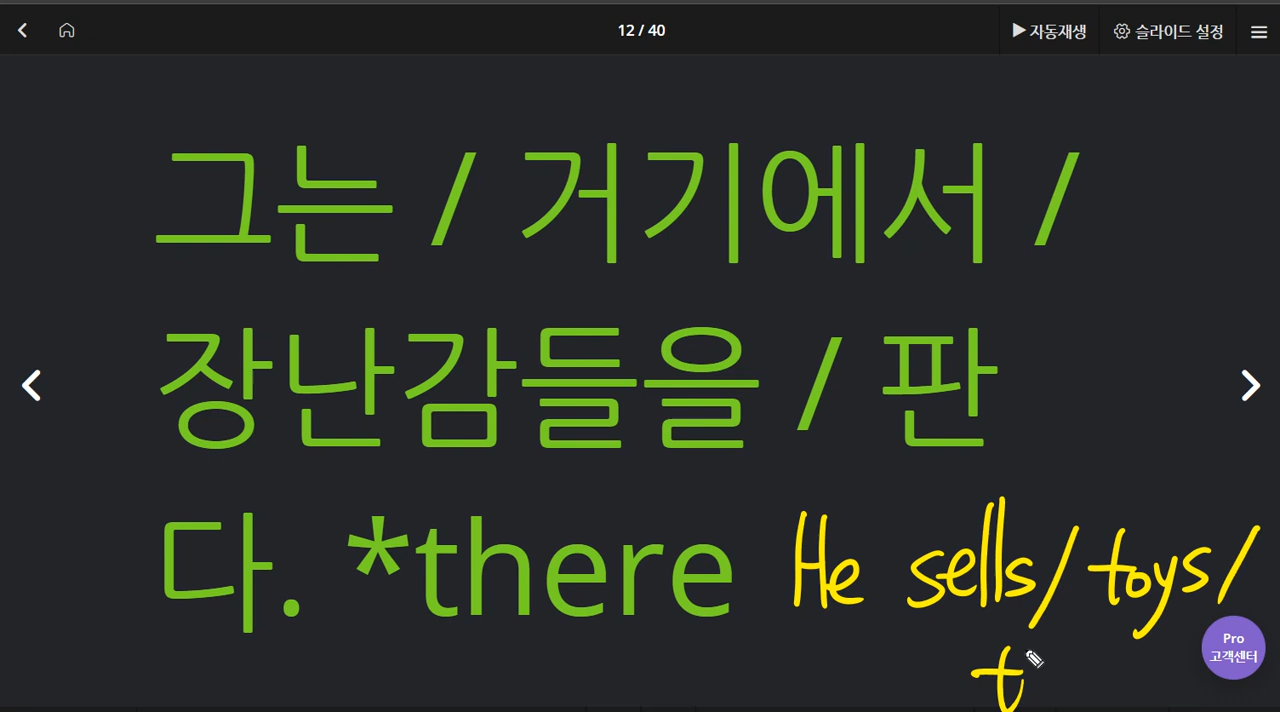 12 / 40
자동재생
슬라이드 설정
그는 / 거기에서 /
장난감들을 / 판
다. *there
He sells/toys/
t
Pro
고객센터